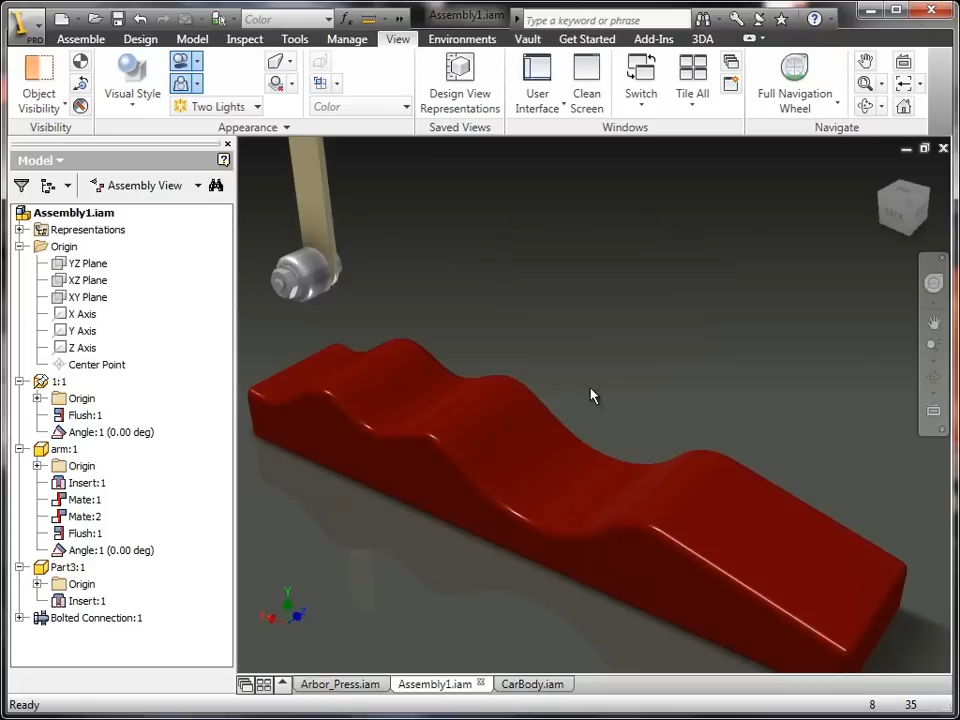 PRO
Color
Assembly1.iam
Type a keyword or phrase
Assembly
Design
Model
Inspect
Tools
Manage
View
Environments
Vault
Get Started
Add-Ins
3DA
Object
Visibility
Visual Style
Two Lights
Color
Design View
Representations
User
Interface
Clean
Screen
Switch
Tile All
Full Navigation
Wheel
Visibility
Appearance
Saved Views
Windows
Navigate
Model
Assembly View
Assembly1.iam
Representations
Origin
YZ Plane
XZ Plane
XY Plane
X Axis
Y Axis
Z Axis
Center Point
1:1
Origin
Flush:1
Angle:1 (0.00 deg)
arm:1
Origin
Insert:1
Mate:1
Mate:2
Flush:1
Angle:1 (0.00 deg)
Part3:1
Origin
Insert:1
Bolted Connection:1
BACK
Y
X
Z
Arbor_Press.iam
Assembly1.iam
CarBody.iam
Ready
8
35